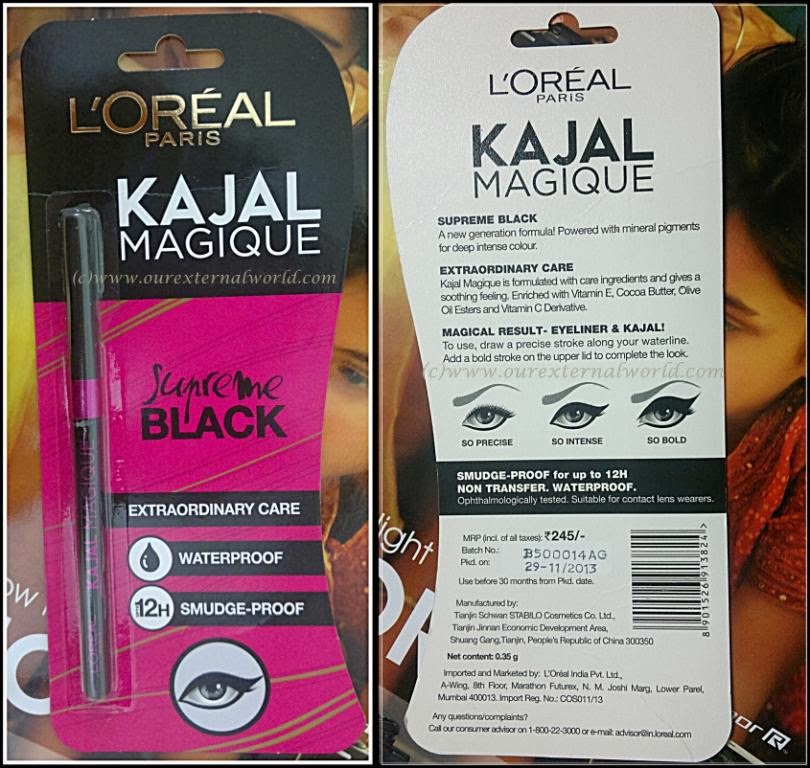 L'ORÉAL
PARIS
KAJAL
MAGIQUE
(c)www.ourexternalworld.com
Supreme
BLACK
EXTRAORDINARY CARE
WATERPROOF
12H SMUDGE-PROOF
L'ORÉAL KAJAL MAGIQUE
L'ORÉAL
PARIS
KAJAL
MAGIQUE
SUPREME BLACK
A new generation formula! Powered with mineral pigments
for deep intense colour.
EXTRAORDINARY CARE
Kajal Magique is formulated with care ingredients and gives a
soothing feeling. Enriched with Vitamin E, Cocoa Butter, Olive
Oil Esters and Vitamin C Derivative.
MAGICAL RESULT- EYELINER & KAJAL!
To use, draw a precise stroke along your waterline.
Add a bold stroke on the upper lid to complete the look.
(c)www.ourexternalworld.com
SO PRECISE SO INTENSE SO BOLD
SMUDGE-PROOF for up to 12H
NON TRANSFER. WATERPROOF.
Ophthalmologically tested. Suitable for contact lens wearers.
MRP (incl. of all taxes): ₹245/-
Batch No.: B500014AG
Pkd. on: 29-11/2013
Use before 30 months from Pkd. date.
8 901526 913824 >
Manufactured by:
Tianjin Schwan STABILO Cosmetics Co. Ltd.,
Tianjin Jinnan Economic Development Area,
Shuang Gang,Tianjin, People's Republic of China 300350
Net content: 0.35 g
Imported and Marketed by: L'Oréal India Pvt. Ltd.,
A-Wing, 8th Floor, Marathon Futurex, N. M. Joshi Marg, Lower Parel,
Mumbai 400013. Import Reg. No.: COS011/13
Any questions/complaints?
Call our consumer advisor on 1-800-22-3000 or e-mail: advisor@in.loreal.com